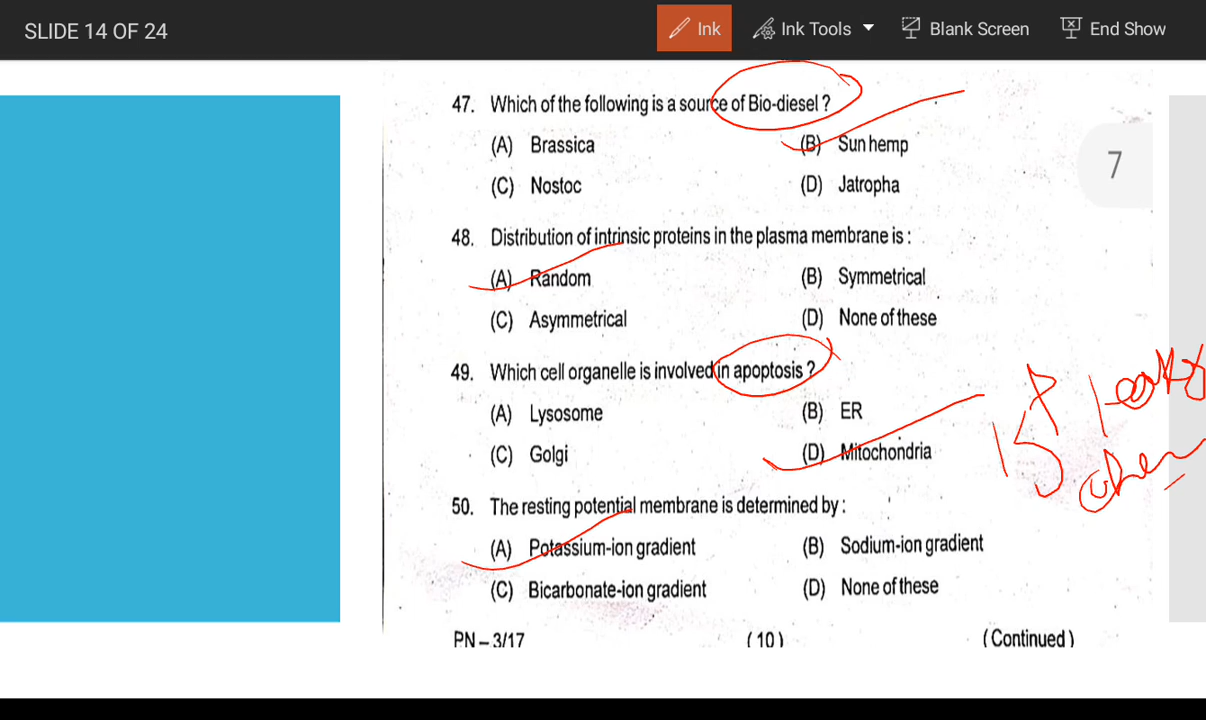 SLIDE 14 OF 24
Ink
Ink Tools
Blank Screen
End Show
47. Which of the following is a source of Bio-diesel ?
(A) Brassica (B) Sun hemp
(C) Nostoc (D) Jatropha
7
48. Distribution of intrinsic proteins in the plasma membrane is :
(A) Random (B) Symmetrical
(C) Asymmetrical (D) None of these
49. Which cell organelle is involved in apoptosis ?
(A) Lysosome (B) ER
(C) Golgi (D) Mitochondria
50. The resting potential membrane is determined by :
(A) Potassium-ion gradient (B) Sodium-ion gradient
(C) Bicarbonate-ion gradient (D) None of these
PN – 3/17 ( 10 ) ( Continued )